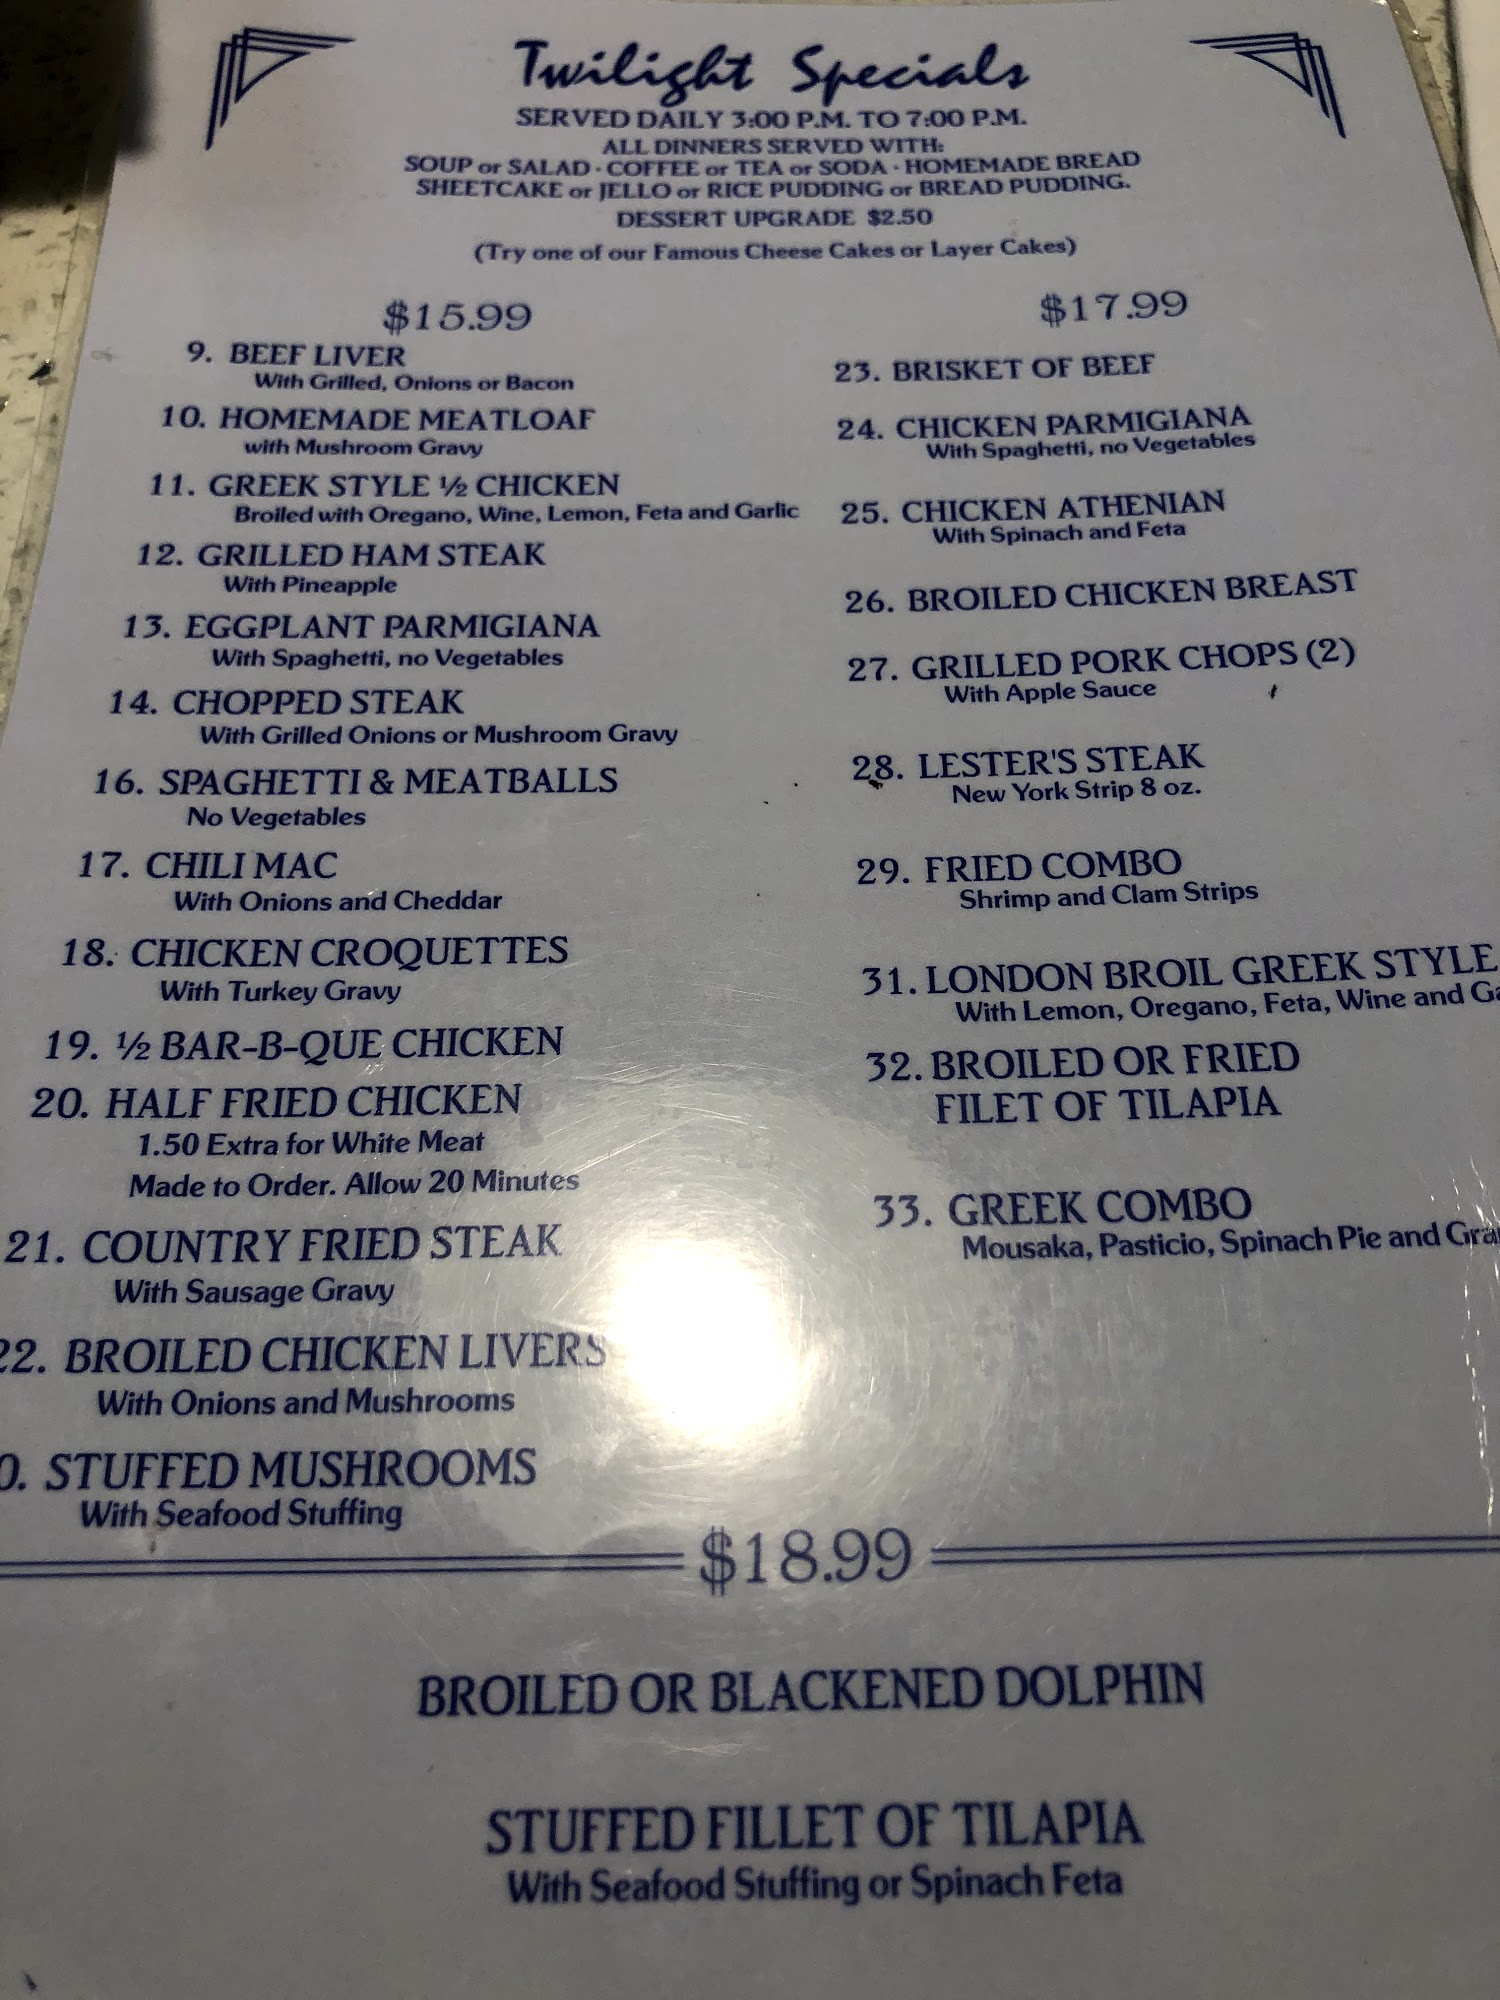 Twilight Specials
SERVED DAILY 3:00 P.M. TO 7:00 P.M.
ALL DINNERS SERVED WITH:
SOUP or SALAD · COFFEE or TEA or SODA · HOMEMADE BREAD
SHEETCAKE or JELLO or RICE PUDDING or BREAD PUDDING.
DESSERT UPGRADE $2.50
(Try one of our Famous Cheese Cakes or Layer Cakes)
$15.99
9. BEEF LIVER
With Grilled, Onions or Bacon
10. HOMEMADE MEATLOAF
with Mushroom Gravy
11. GREEK STYLE ½ CHICKEN
Broiled with Oregano, Wine, Lemon, Feta and Garlic
12. GRILLED HAM STEAK
With Pineapple
13. EGGPLANT PARMIGIANA
With Spaghetti, no Vegetables
14. CHOPPED STEAK
With Grilled Onions or Mushroom Gravy
16. SPAGHETTI & MEATBALLS
No Vegetables
17. CHILI MAC
With Onions and Cheddar
18. CHICKEN CROQUETTES
With Turkey Gravy
19. ½ BAR-B-QUE CHICKEN
20. HALF FRIED CHICKEN
1.50 Extra for White Meat
Made to Order. Allow 20 Minutes
21. COUNTRY FRIED STEAK
With Sausage Gravy
22. BROILED CHICKEN LIVERS
With Onions and Mushrooms
0. STUFFED MUSHROOMS
With Seafood Stuffing
$17.99
23. BRISKET OF BEEF
24. CHICKEN PARMIGIANA
With Spaghetti, no Vegetables
25. CHICKEN ATHENIAN
With Spinach and Feta
26. BROILED CHICKEN BREAST
27. GRILLED PORK CHOPS (2)
With Apple Sauce
28. LESTER'S STEAK
New York Strip 8 oz.
29. FRIED COMBO
Shrimp and Clam Strips
31. LONDON BROIL GREEK STYLE
With Lemon, Oregano, Feta, Wine and
32. BROILED OR FRIED
FILET OF TILAPIA
33. GREEK COMBO
Mousaka, Pasticio, Spinach Pie and
$18.99
BROILED OR BLACKENED DOLPHIN
STUFFED FILLET OF TILAPIA
With Seafood Stuffing or Spinach Feta